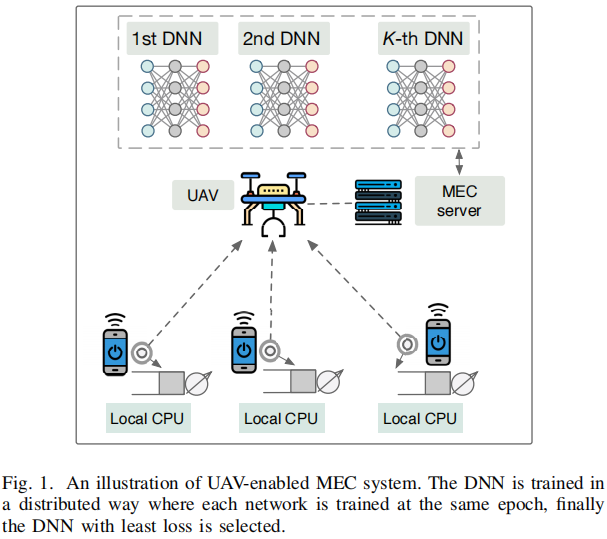 1st DNN 2nd DNN K-th DNN
UAV
MEC
server
Local CPU Local CPU Local CPU
Fig. 1. An illustration of UAV-enabled MEC system. The DNN is trained in
a distributed way where each network is trained at the same epoch, finally
the DNN with least loss is selected.